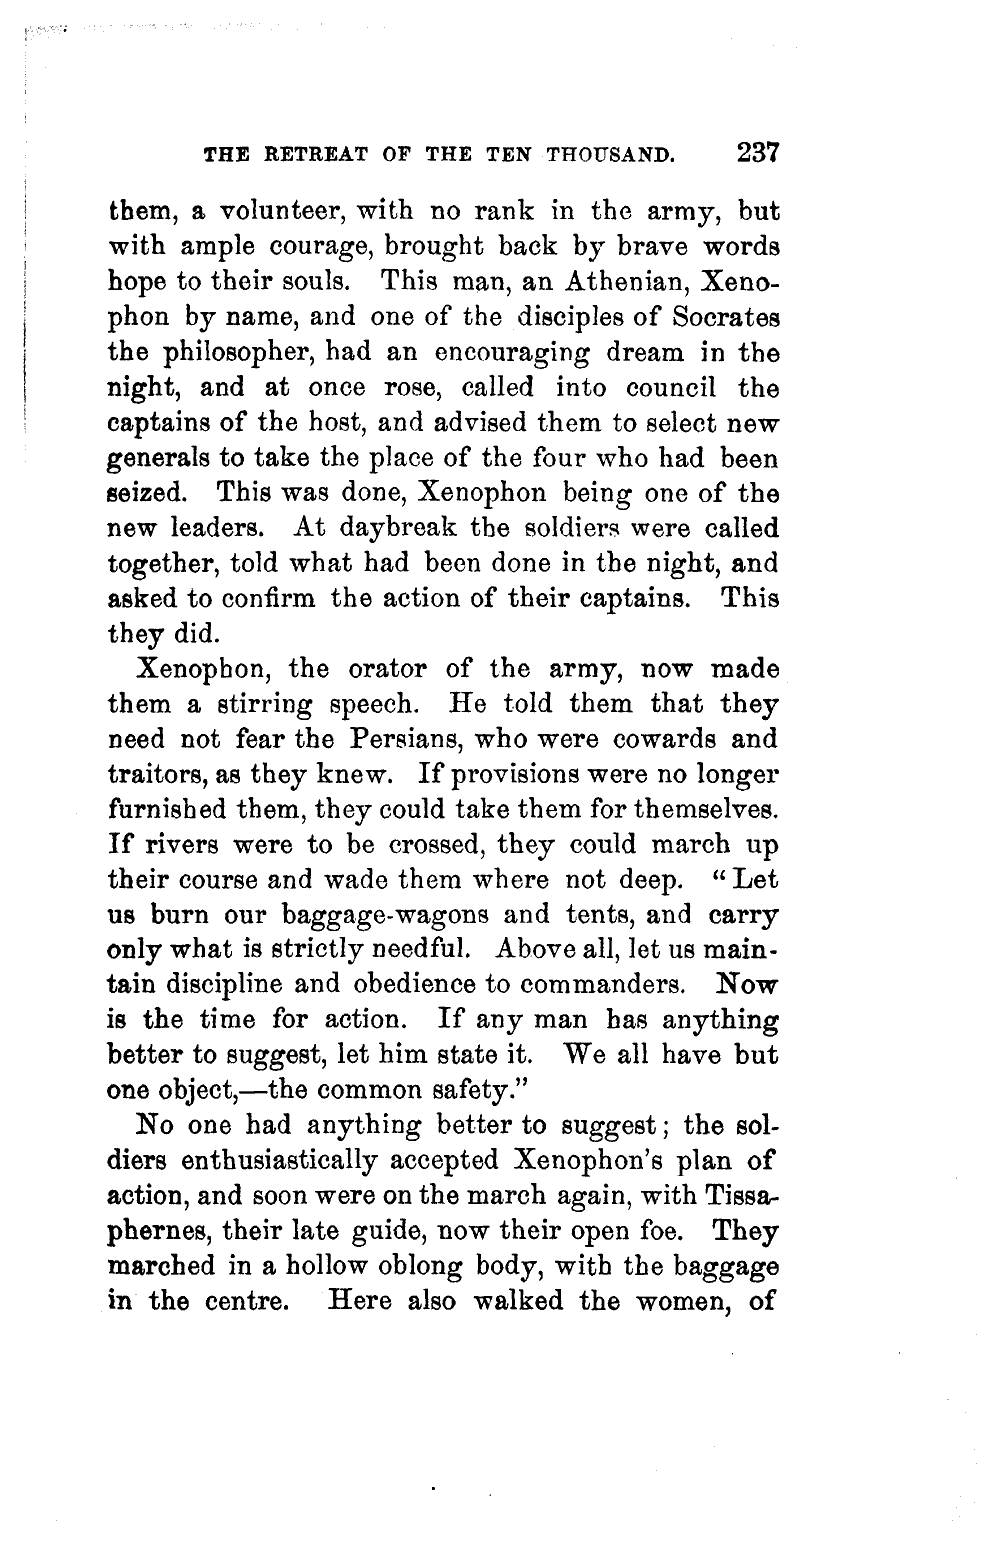 THE RETREAT OF THE TEN THOUSAND. 237
them, a volunteer, with no rank in the army, but
with ample courage, brought back by brave words
hope to their souls. This man, an Athenian, Xeno-
phon by name, and one of the disciples of Socrates
the philosopher, had an encouraging dream in the
night, and at once rose, called into council the
captains of the host, and advised them to select new
generals to take the place of the four who had been
seized. This was done, Xenophon being one of the
new leaders. At daybreak the soldiers were called
together, told what had been done in the night, and
asked to confirm the action of their captains. This
they did.
Xenophon, the orator of the army, now made
them a stirring speech. He told them that they
need not fear the Persians, who were cowards and
traitors, as they knew. If provisions were no longer
furnished them, they could take them for themselves.
If rivers were to be crossed, they could march up
their course and wade them where not deep. “Let
us burn our baggage-wagons and tents, and carry
only what is strictly needful. Above all, let us main-
tain discipline and obedience to commanders. Now
is the time for action. If any man has anything
better to suggest, let him state it. We all have but
one object,—the common safety.”
No one had anything better to suggest; the sol-
diers enthusiastically accepted Xenophon’s plan of
action, and soon were on the march again, with Tissa-
phernes, their late guide, now their open foe. They
marched in a hollow oblong body, with the baggage
in the centre. Here also walked the women, of